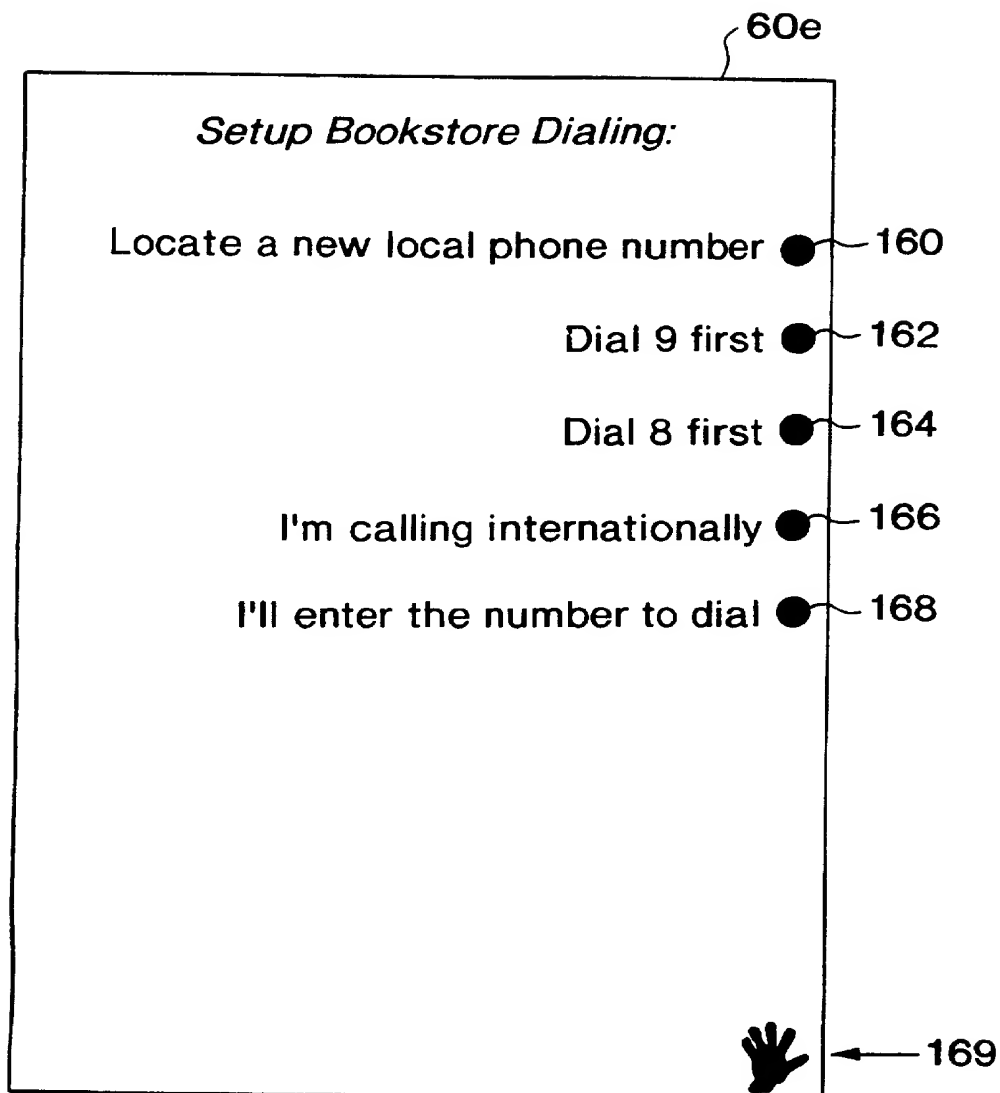 60e
Setup Bookstore Dialing:
Locate a new local phone number 160
Dial 9 first 162
Dial 8 first 164
I'm calling internationally 166
I'll enter the number to dial 168
169